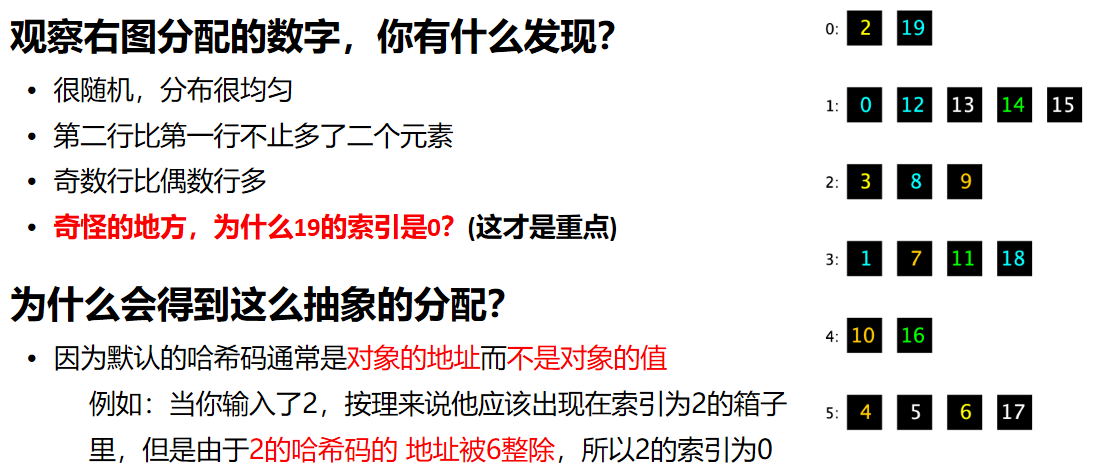 观察右图分配的数字，你有什么发现？
• 很随机，分布很均匀
• 第二行比第一行不止多了二个元素
• 奇数行比偶数行多
• 奇怪的地方，为什么19的索引是0？(这才是重点)
为什么会得到这么抽象的分配？
• 因为默认的哈希码通常是对象的地址而不是对象的值
例如：当你输入了2，按理来说他应该出现在索引为2的箱子
里，但是由于2的哈希码的 地址被6整除，所以2的索引为0
0: 2 19
1: 0 12 13 14 15
2: 3 8 9
3: 1 7 11 18
4: 10 16
5: 4 5 6 17